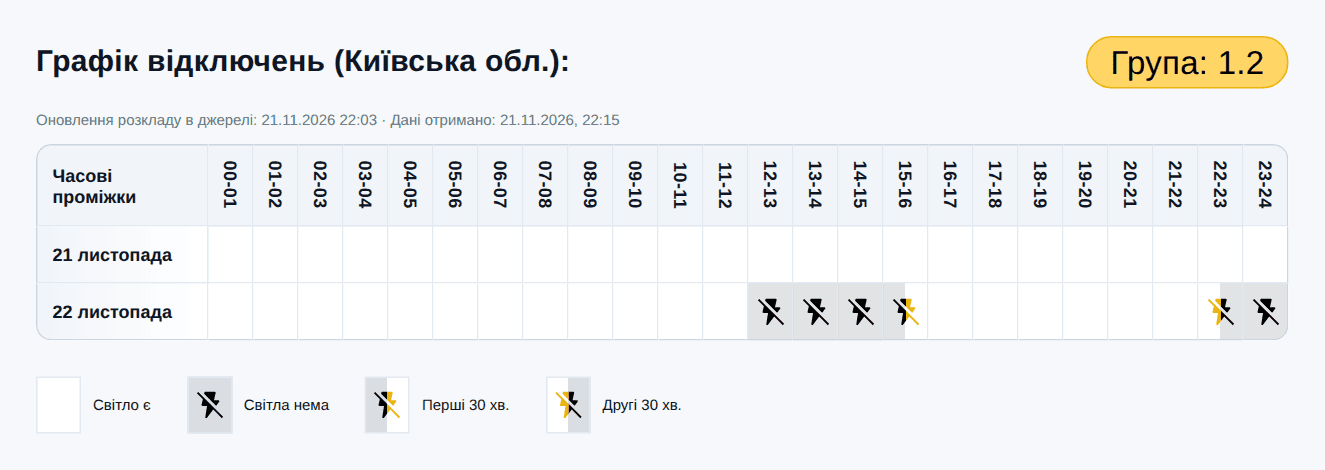 Графік відключень (Київська обл.):
Група: 1.2
Оновлення розкладу в джерелі: 21.11.2026 22:03 · Дані отримано: 21.11.2026, 22:15
Часові
проміжки
00-01
01-02
02-03
03-04
04-05
05-06
06-07
07-08
08-09
09-10
10-11
11-12
12-13
13-14
14-15
15-16
16-17
17-18
18-19
19-20
20-21
21-22
22-23
23-24
21 листопада
22 листопада
Світло є
Світла нема
Перші 30 хв.
Другі 30 хв.